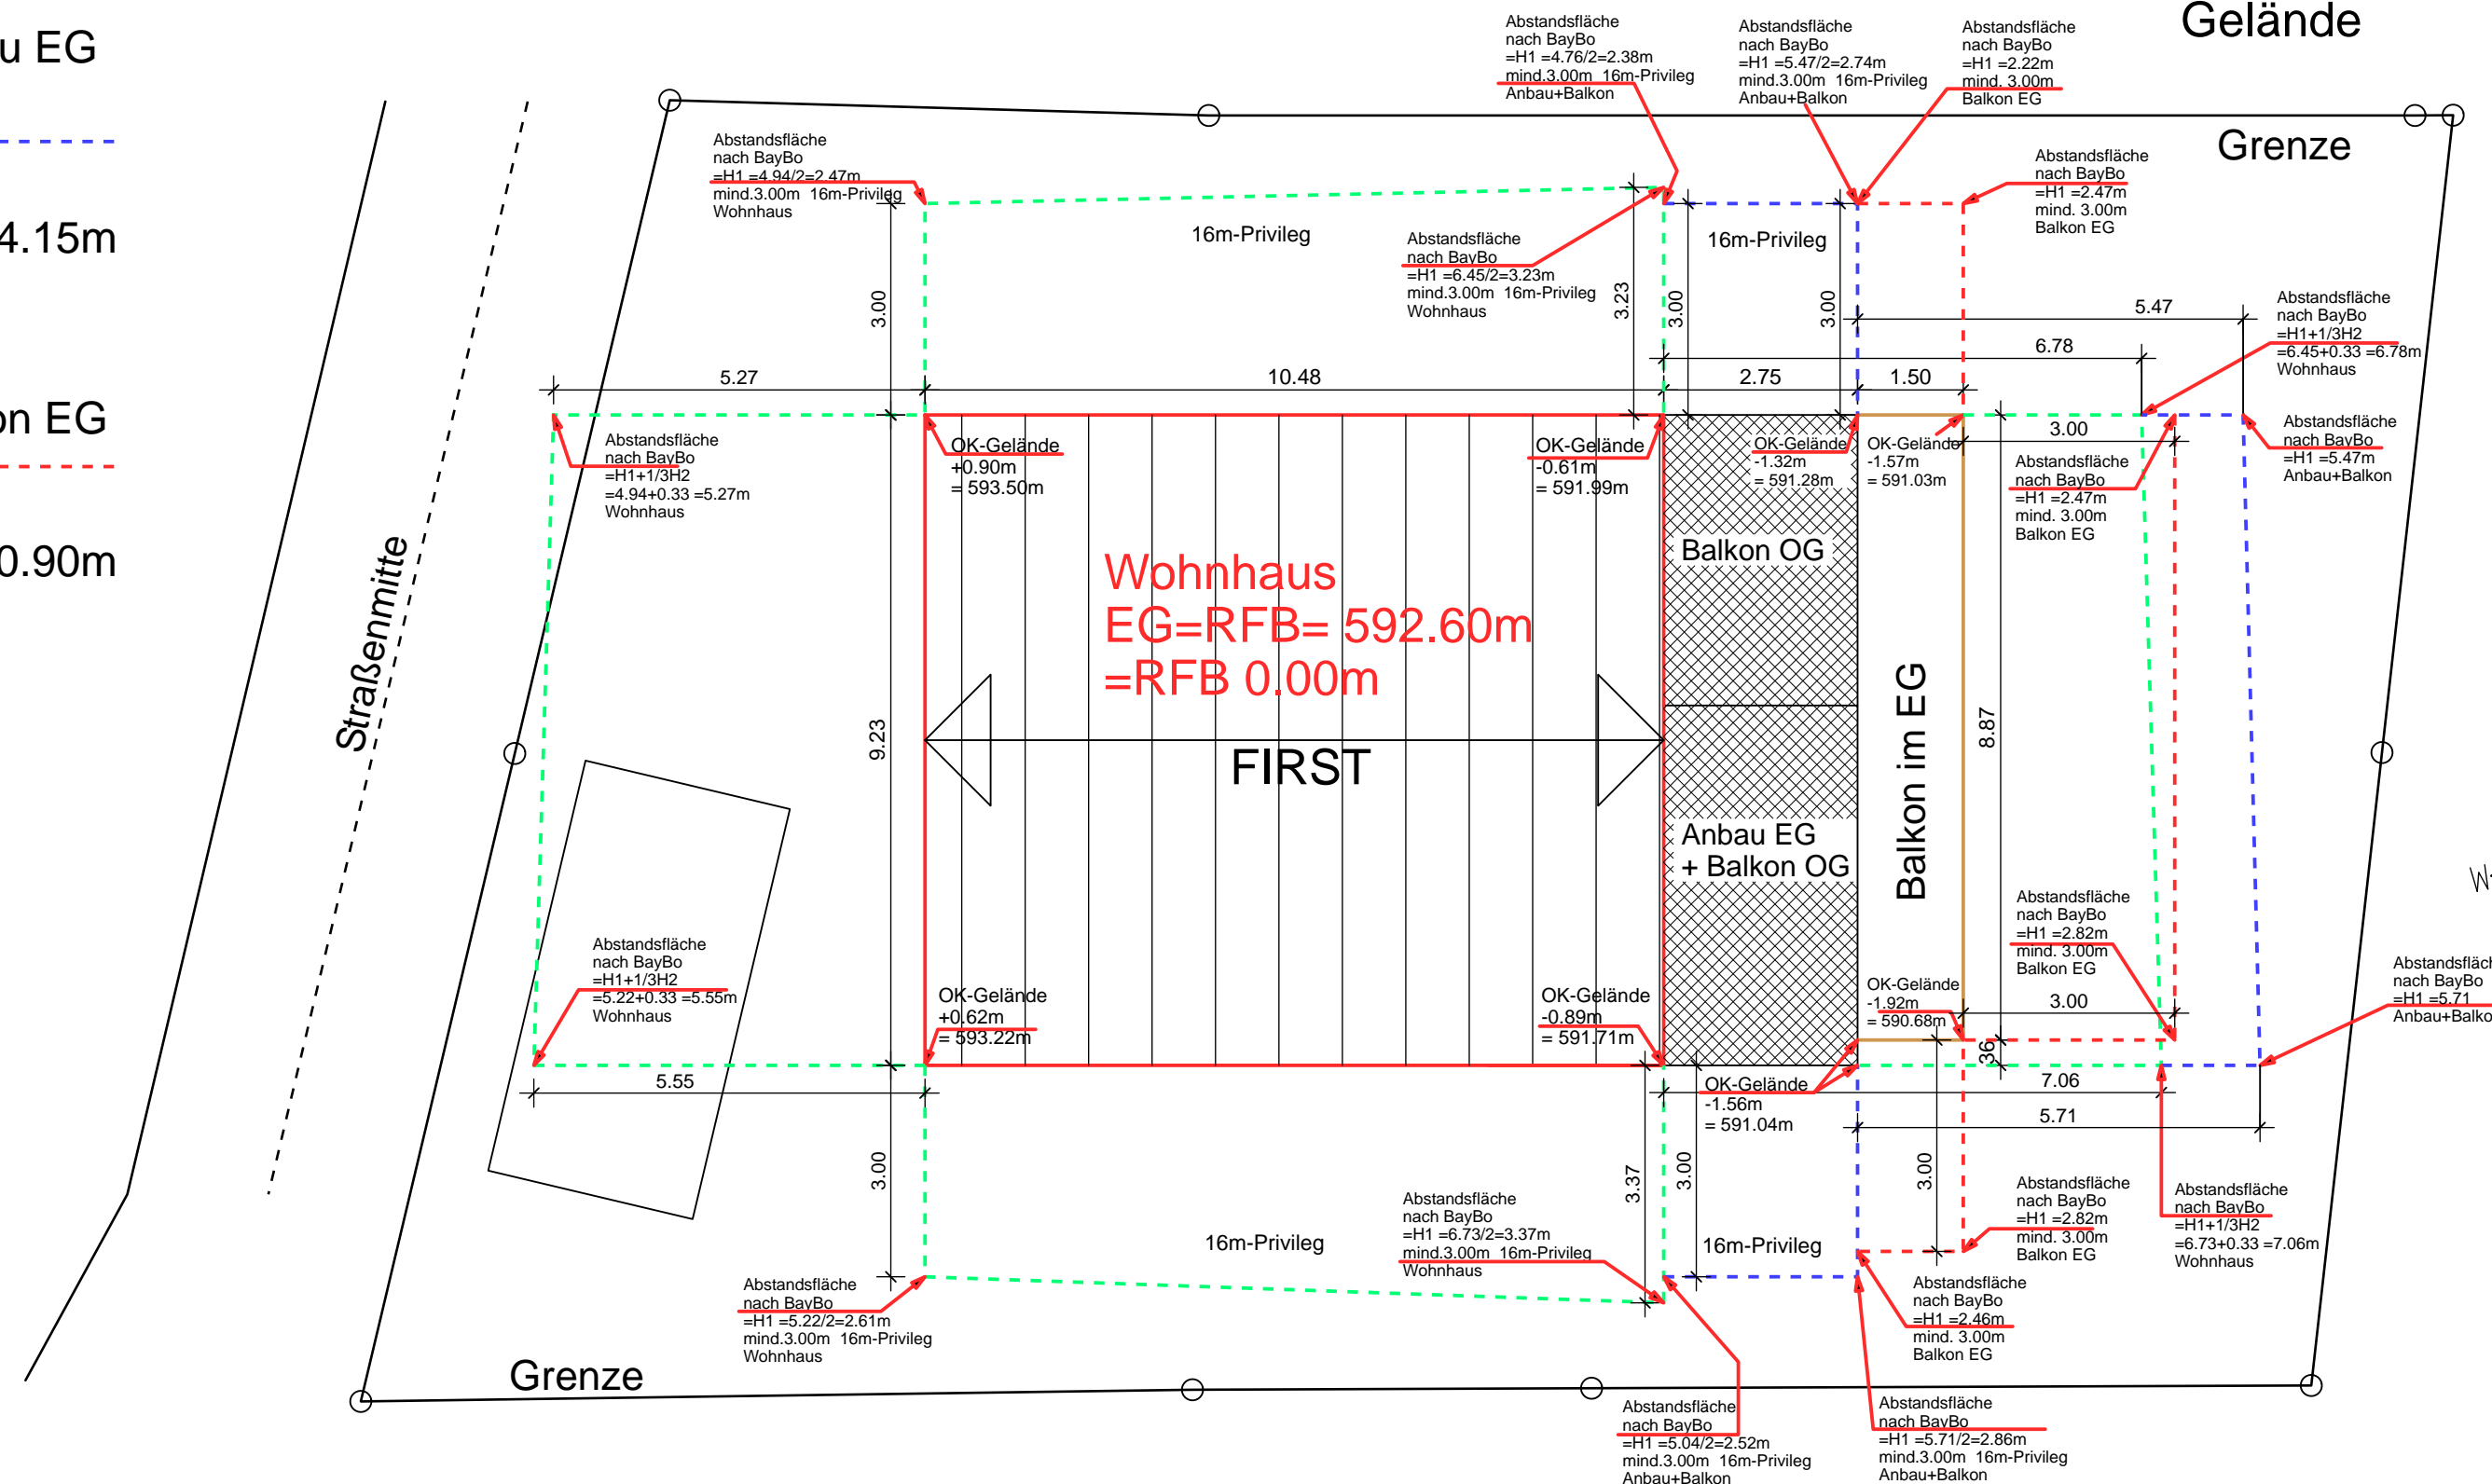 u EG
4.15m
on EG
0.90m
Gelände
Grenze
Straßenmitte
Abstandsfläche
nach BayBo
=H1 =4.76/2=2.38m
mind.3.00m 16m-Privileg
Anbau+Balkon
Abstandsfläche
nach BayBo
=H1 =5.47/2=2.74m
mind.3.00m 16m-Privileg
Anbau+Balkon
Abstandsfläche
nach BayBo
=H1 =2.22m
mind. 3.00m
Balkon EG
Abstandsfläche
nach BayBo
=H1 =4.94/2=2.47m
mind.3.00m 16m-Privileg
Wohnhaus
Abstandsfläche
nach BayBo
=H1 =2.47m
mind. 3.00m
Balkon EG
16m-Privileg
Abstandsfläche
nach BayBo
=H1 =6.45/2=3.23m
mind.3.00m 16m-Privileg
Wohnhaus
16m-Privileg
3.00
3.23
3.00
3.00
5.47
6.78
Abstandsfläche
nach BayBo
=H1+1/3H2
=6.45+0.33 =6.78m
Wohnhaus
5.27
10.48
2.75
1.50
Abstandsfläche
nach BayBo
=H1+1/3H2
=4.94+0.33 =5.27m
Wohnhaus
OK-Gelände
+0.90m
= 593.50m
OK-Gelände
-0.61m
= 591.99m
OK-Gelände
-1.32m
= 591.28m
OK-Gelände
-1.57m
= 591.03m
3.00
Abstandsfläche
nach BayBo
=H1 =2.47m
mind. 3.00m
Balkon EG
Abstandsfläche
nach BayBo
=H1 =5.47m
Anbau+Balkon
Wohnhaus
EG=RFB= 592.60m
=RFB 0.00m
FIRST
Balkon OG
Anbau EG
+ Balkon OG
Balkon im EG
9.23
8.87
Abstandsfläche
nach BayBo
=H1+1/3H2
=5.22+0.33 =5.55m
Wohnhaus
OK-Gelände
+0.62m
= 593.22m
OK-Gelände
-0.89m
= 591.71m
OK-Gelände
-1.92m
= 590.68m
Abstandsfläche
nach BayBo
=H1 =2.82m
mind. 3.00m
Balkon EG
3.00
36
Abstandsfläch
nach BayBo
=H1 =5.71
Anbau+Balko
5.55
OK-Gelände
-1.56m
= 591.04m
7.06
5.71
3.00
3.37
3.00
3.00
16m-Privileg
Abstandsfläche
nach BayBo
=H1 =6.73/2=3.37m
mind.3.00m 16m-Privileg
Wohnhaus
16m-Privileg
Abstandsfläche
nach BayBo
=H1 =2.82m
mind. 3.00m
Balkon EG
Abstandsfläche
nach BayBo
=H1+1/3H2
=6.73+0.33 =7.06m
Wohnhaus
Abstandsfläche
nach BayBo
=H1 =5.22/2=2.61m
mind.3.00m 16m-Privileg
Wohnhaus
Abstandsfläche
nach BayBo
=H1 =2.46m
mind. 3.00m
Balkon EG
Grenze
Abstandsfläche
nach BayBo
=H1 =5.04/2=2.52m
mind.3.00m 16m-Privileg
Anbau+Balkon
Abstandsfläche
nach BayBo
=H1 =5.71/2=2.86m
mind.3.00m 16m-Privileg
Anbau+Balkon